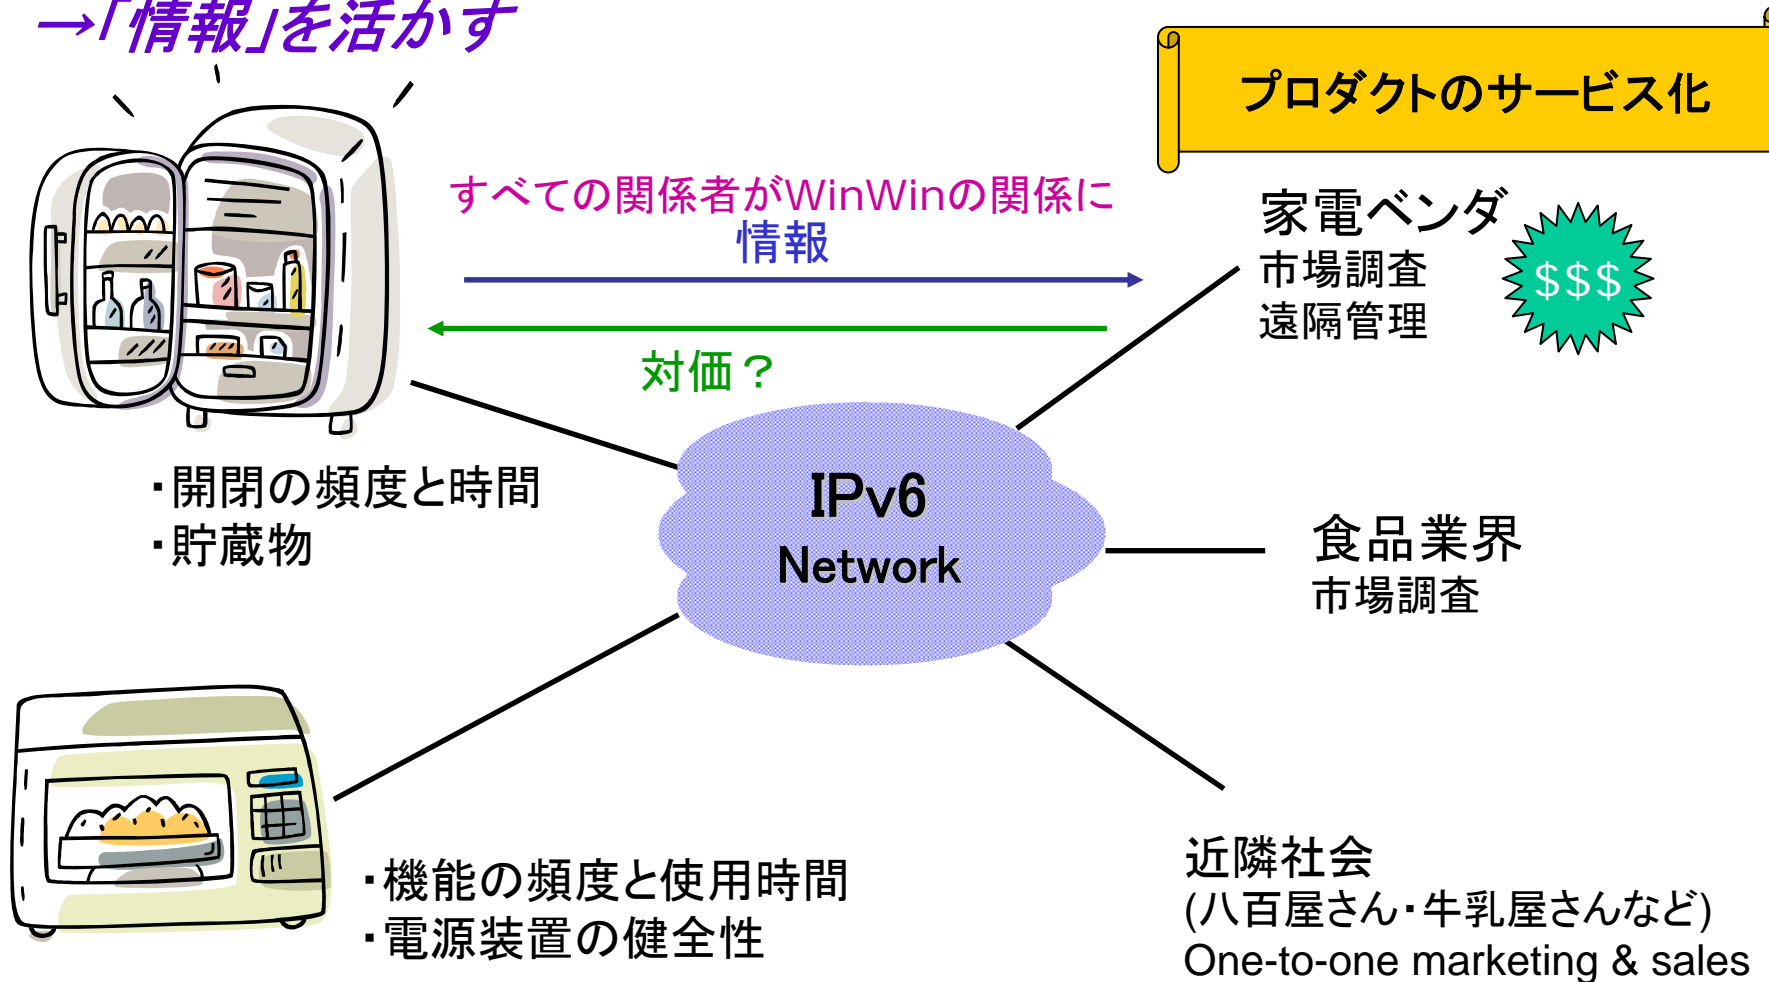 →「情報」を活かす
プロダクトのサービス化
すべての関係者がWinWinの関係に
情報
対価？
家電ベンダ
市場調査
遠隔管理
$$$
・開閉の頻度と時間
・貯蔵物
IPv6
Network
食品業界
市場調査
・機能の頻度と使用時間
・電源装置の健全性
近隣社会
(八百屋さん・牛乳屋さんなど)
One-to-one marketing & sales